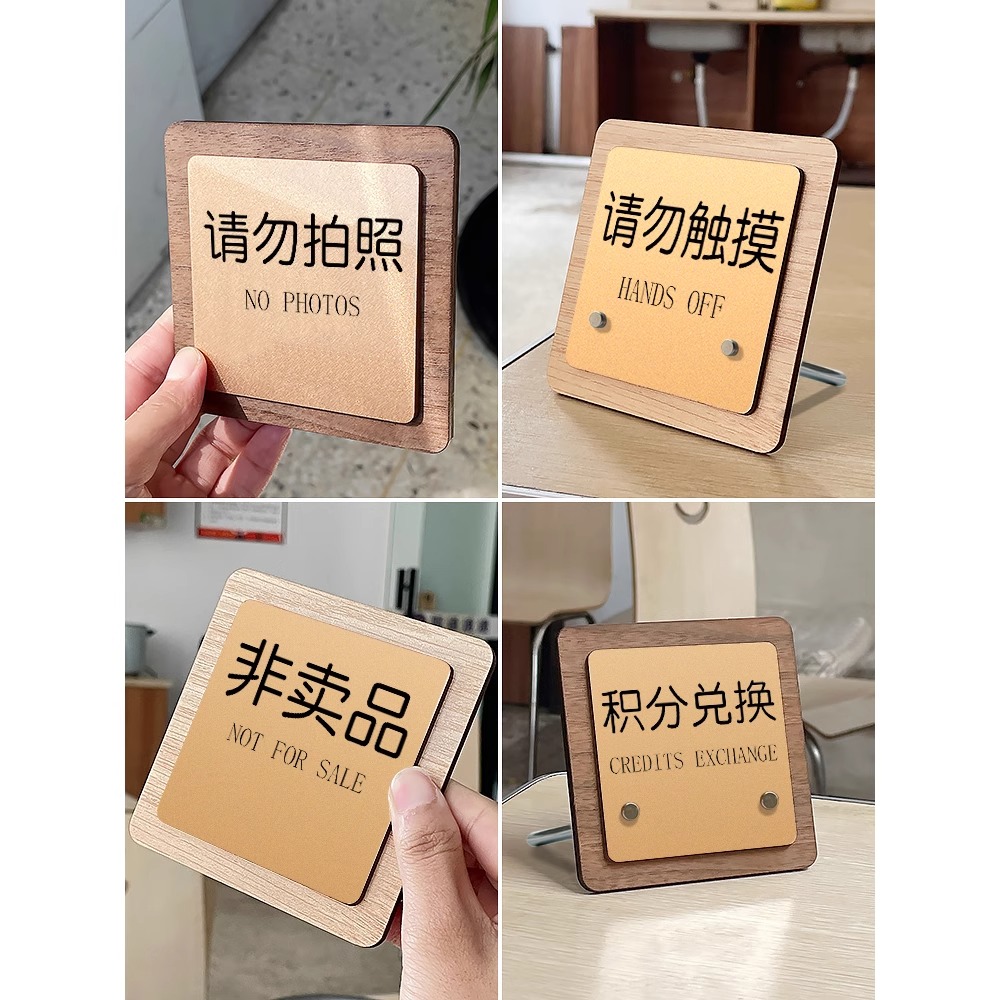 请勿拍照
NO PHOTOS
请勿触摸
HANDS OFF
非卖品
NOT FOR SALE
积分兑换
CREDITS EXCHANGE